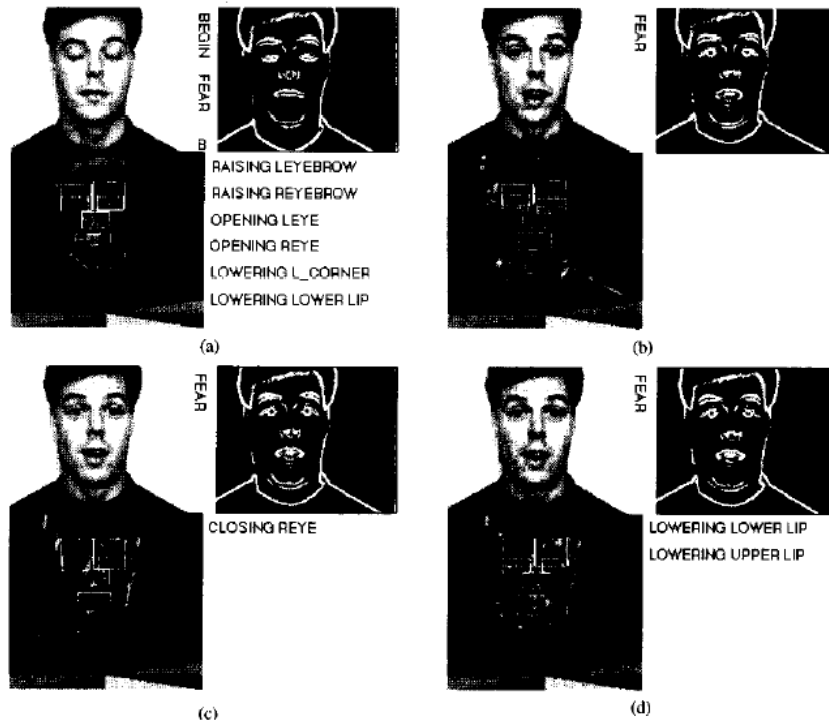 BEGIN FEAR B
RAISING LEYEBROW
RAISING REYEBROW
OPENING LEYE
OPENING REYE
LOWERING L_CORNER
LOWERING LOWER LIP
(a)
FEAR
(b)
FEAR
CLOSING REYE
(c)
FEAR
LOWERING LOWER LIP
LOWERING UPPER LIP
(d)